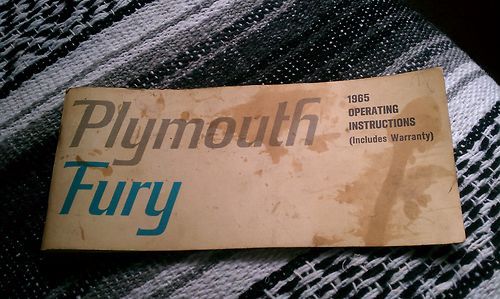 Plymouth
Fury
1965
OPERATING
INSTRUCTIONS
(Includes Warranty)